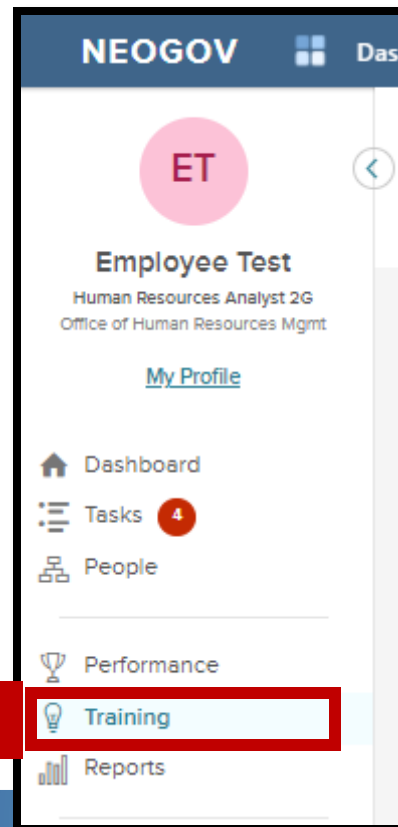 NEOGOV Das
ET
Employee Test
Human Resources Analyst 2G
Office of Human Resources Mgmt
My Profile
Dashboard
Tasks 4
People
Performance
Training
Reports